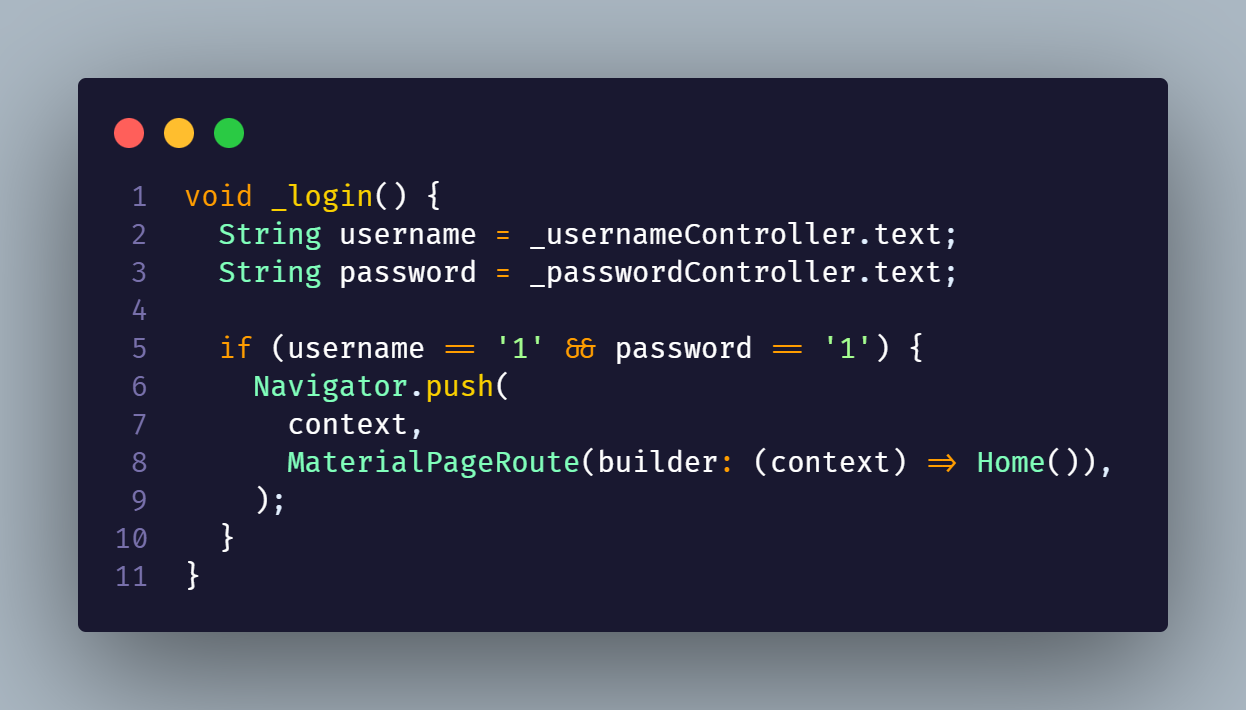 1 void _login() {
2   String username = _usernameController.text;
3   String password = _passwordController.text;
4
5   if (username == '1' && password == '1') {
6     Navigator.push(
7       context,
8       MaterialPageRoute(builder: (context) => Home()),
9     );
10   }
11 }